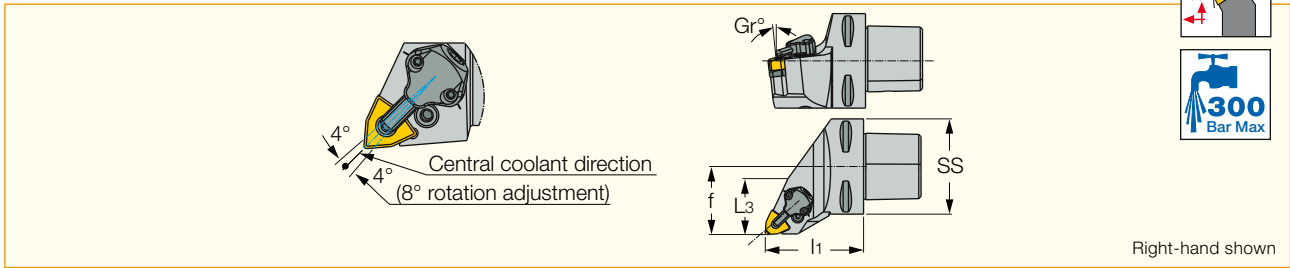 Gr°
300
Bar Max
4°
Central coolant direction
4°
(8° rotation adjustment)
SS
f
L3
l1
Right-hand shown